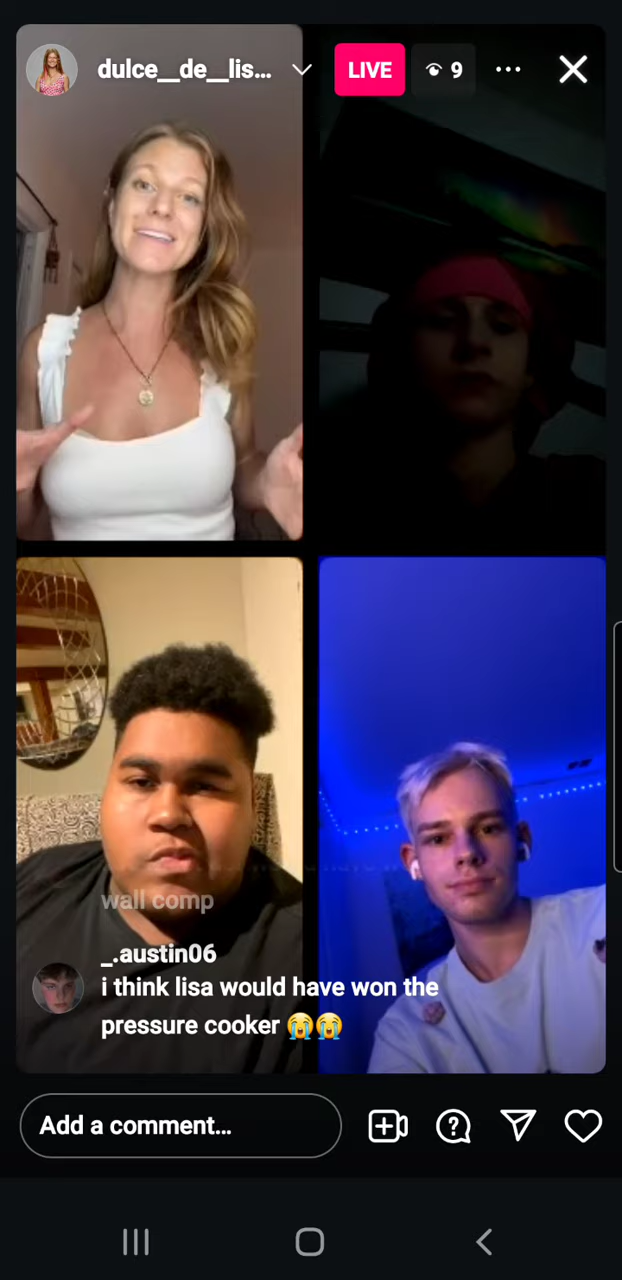 dulce__de__lis...
LIVE
9
wall comp
_.austin06
i think lisa would have won the
pressure cooker 😭😭
Add a comment...